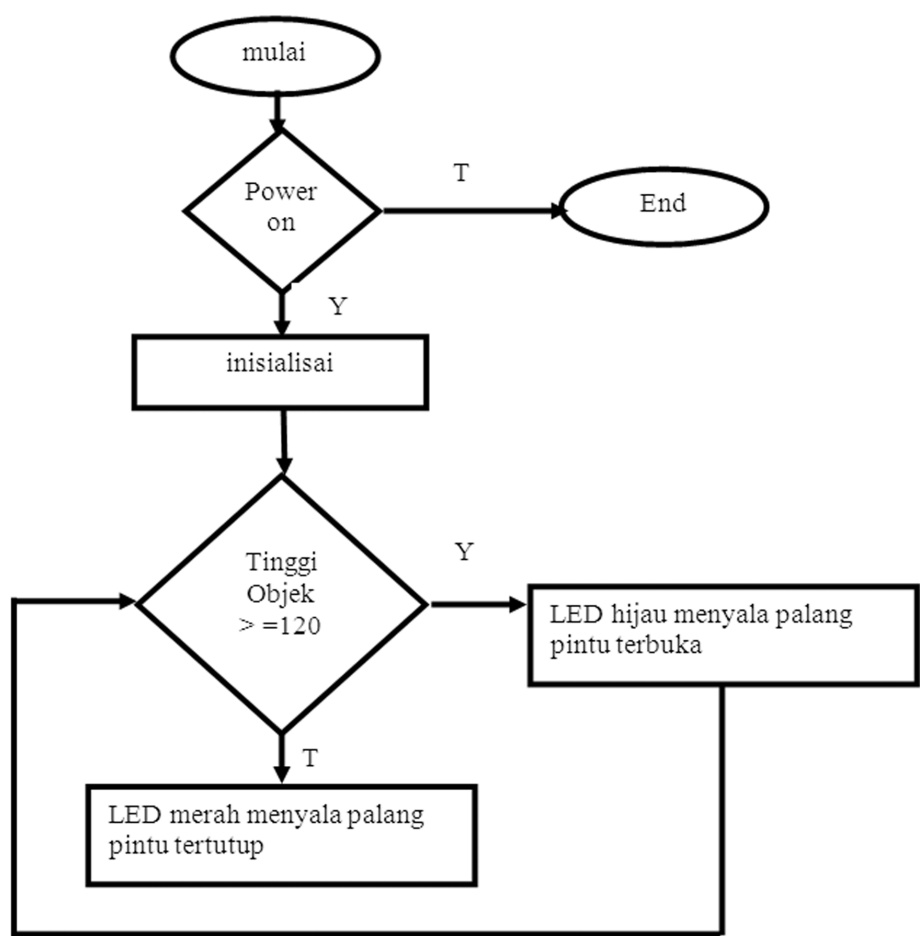 mulai
Power
on
T
End
Y
inisialisai
Tinggi
Objek
> =120
Y
LED hijau menyala palang
pintu terbuka
T
LED merah menyala palang
pintu tertutup